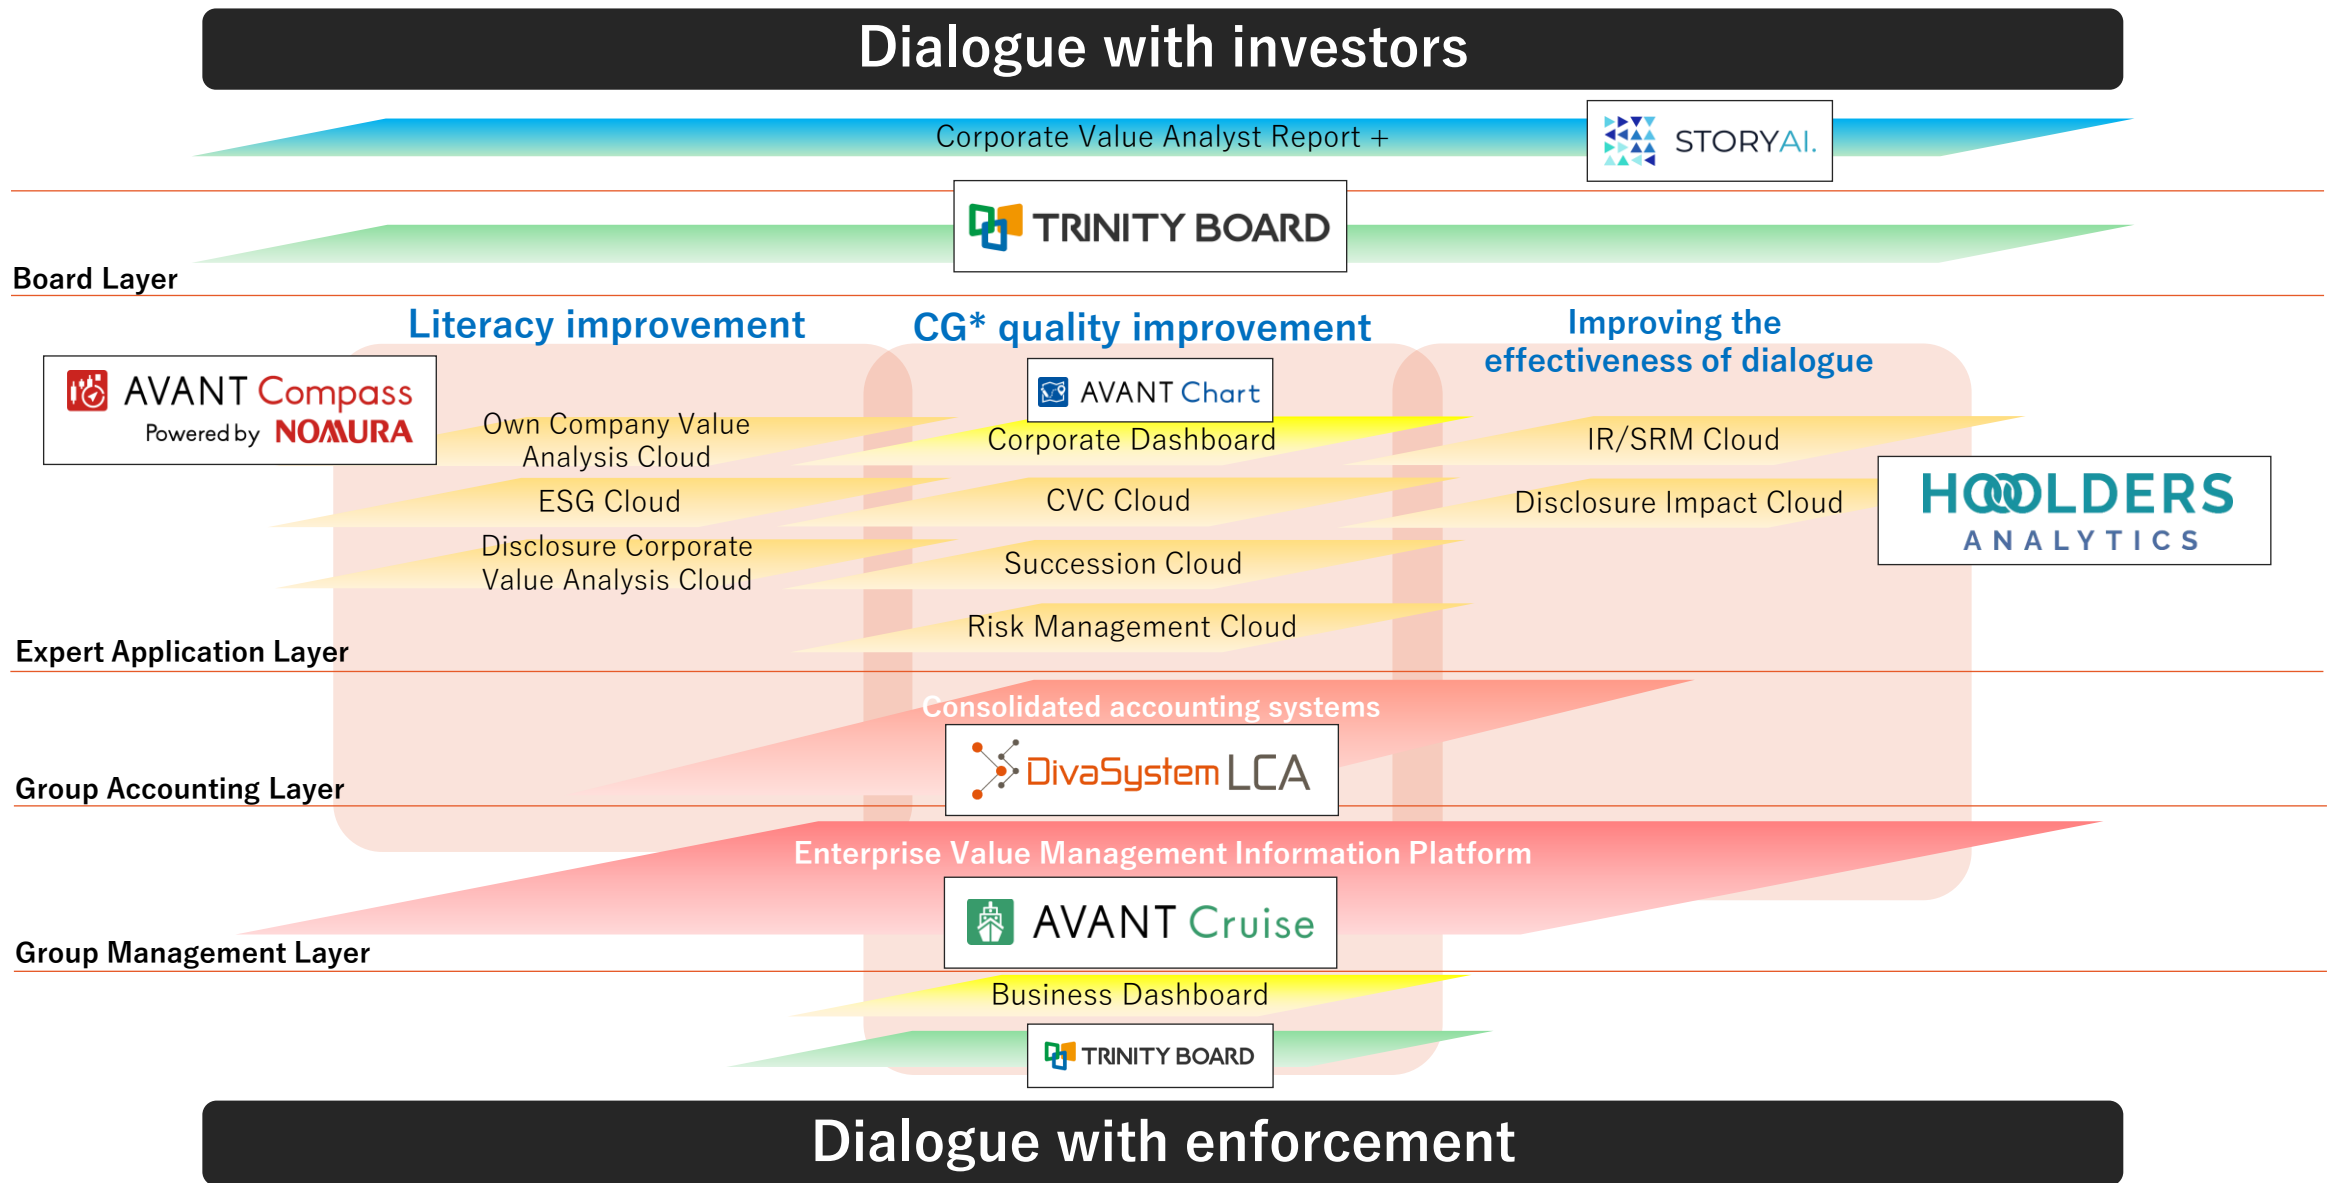 Dialogue with investors
Corporate Value Analyst Report +
STORYAI.
TRINITY BOARD
Board Layer
Literacy improvement
CG* quality improvement
Improving the
effectiveness of dialogue
AVANT Compass
Powered by NOMURA
AVANT Chart
Own Company Value
Analysis Cloud
Corporate Dashboard
IR/SRM Cloud
ESG Cloud
CVC Cloud
Disclosure Impact Cloud
HOOOLDERS
ANALYTICS
Disclosure Corporate
Value Analysis Cloud
Succession Cloud
Risk Management Cloud
Expert Application Layer
Consolidated accounting systems
DivaSystem LCA
Group Accounting Layer
Enterprise Value Management Information Platform
AVANT Cruise
Group Management Layer
Business Dashboard
TRINITY BOARD
Dialogue with enforcement